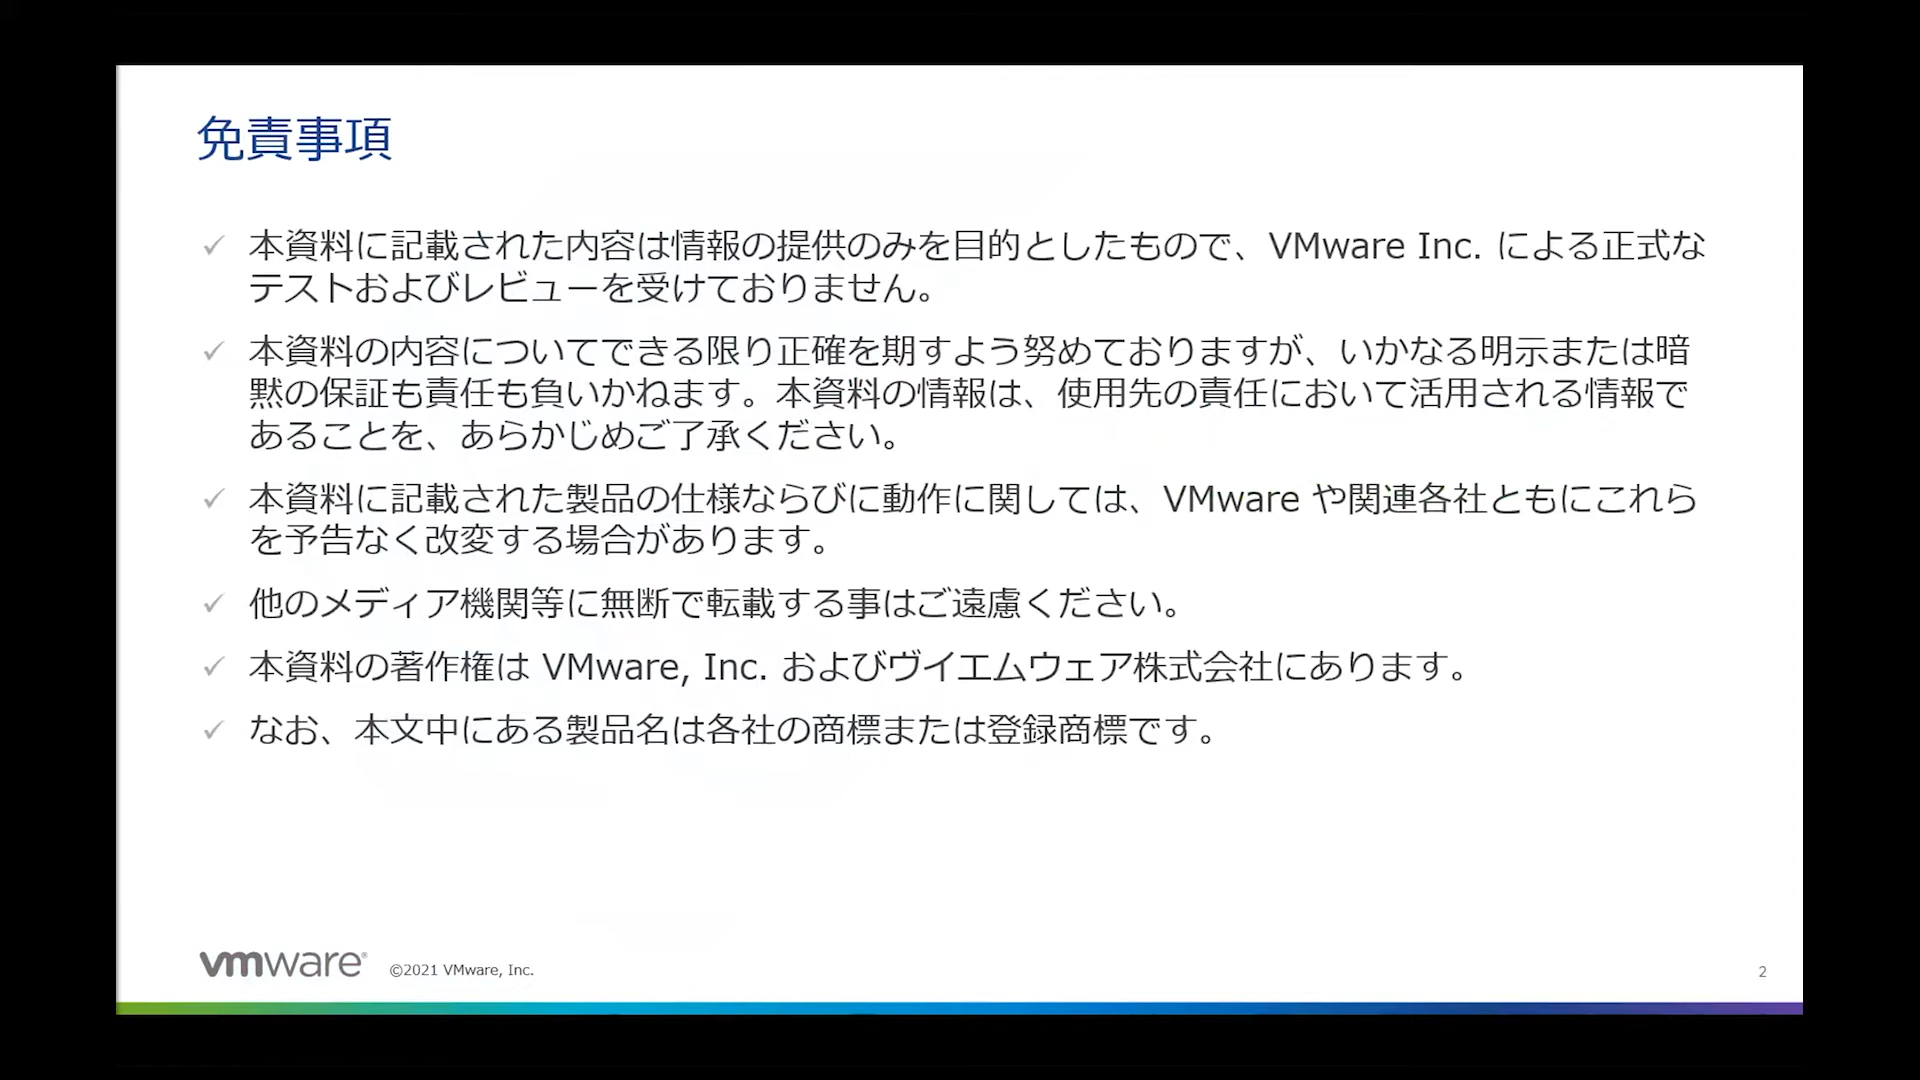 免責事項
✓ 本資料に記載された内容は情報の提供のみを目的としたもので、VMware Inc. による正式な
テストおよびレビューを受けておりません。
✓ 本資料の内容についてできる限り正確を期すよう努めておりますが、いかなる明示または暗
黙の保証も責任も負いかねます。本資料の情報は、使用先の責任において活用される情報で
あることを、あらかじめご了承ください。
✓ 本資料に記載された製品の仕様ならびに動作に関しては、VMware や関連各社ともにこれら
を予告なく改変する場合があります。
✓ 他のメディア機関等に無断で転載する事はご遠慮ください。
✓ 本資料の著作権は VMware, Inc. およびヴイエムウェア株式会社にあります。
✓ なお、本文中にある製品名は各社の商標または登録商標です。
vmware® ©2021 VMware, Inc.
2